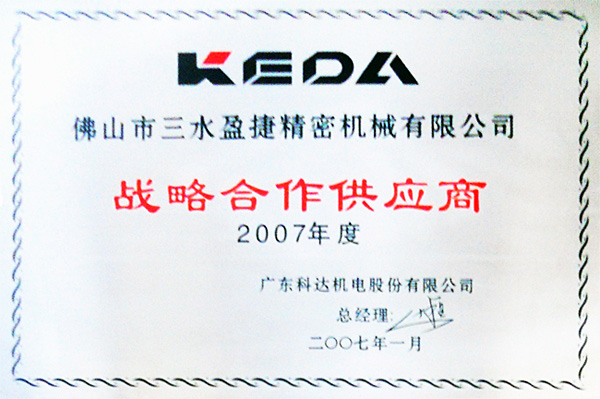 KEDA
佛山市三水盈捷精密机械有限公司
战略合作供应商
2007年度
广东科达机电股份有限公司
总经理:
二〇〇七年一月